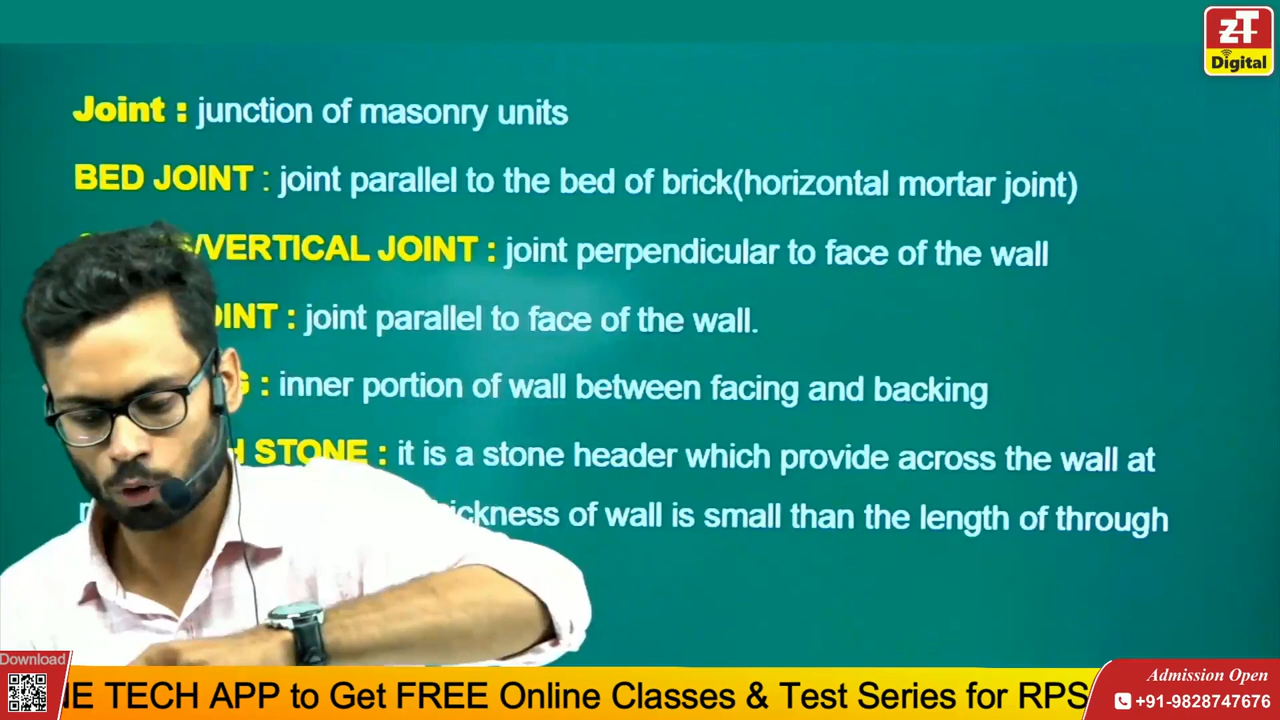 zT
Digital
Joint : junction of masonry units
BED JOINT : joint parallel to the bed of brick(horizontal mortar joint)
/VERTICAL JOINT : joint perpendicular to face of the wall
: joint parallel to face of the wall.
: inner portion of wall between facing and backing
STONE : it is a stone header which provide across the wall at
of wall is small than the length of through
Download
TECH APP to Get FREE Online Classes & Test Series for RPS
Admission Open
+91-9828747676